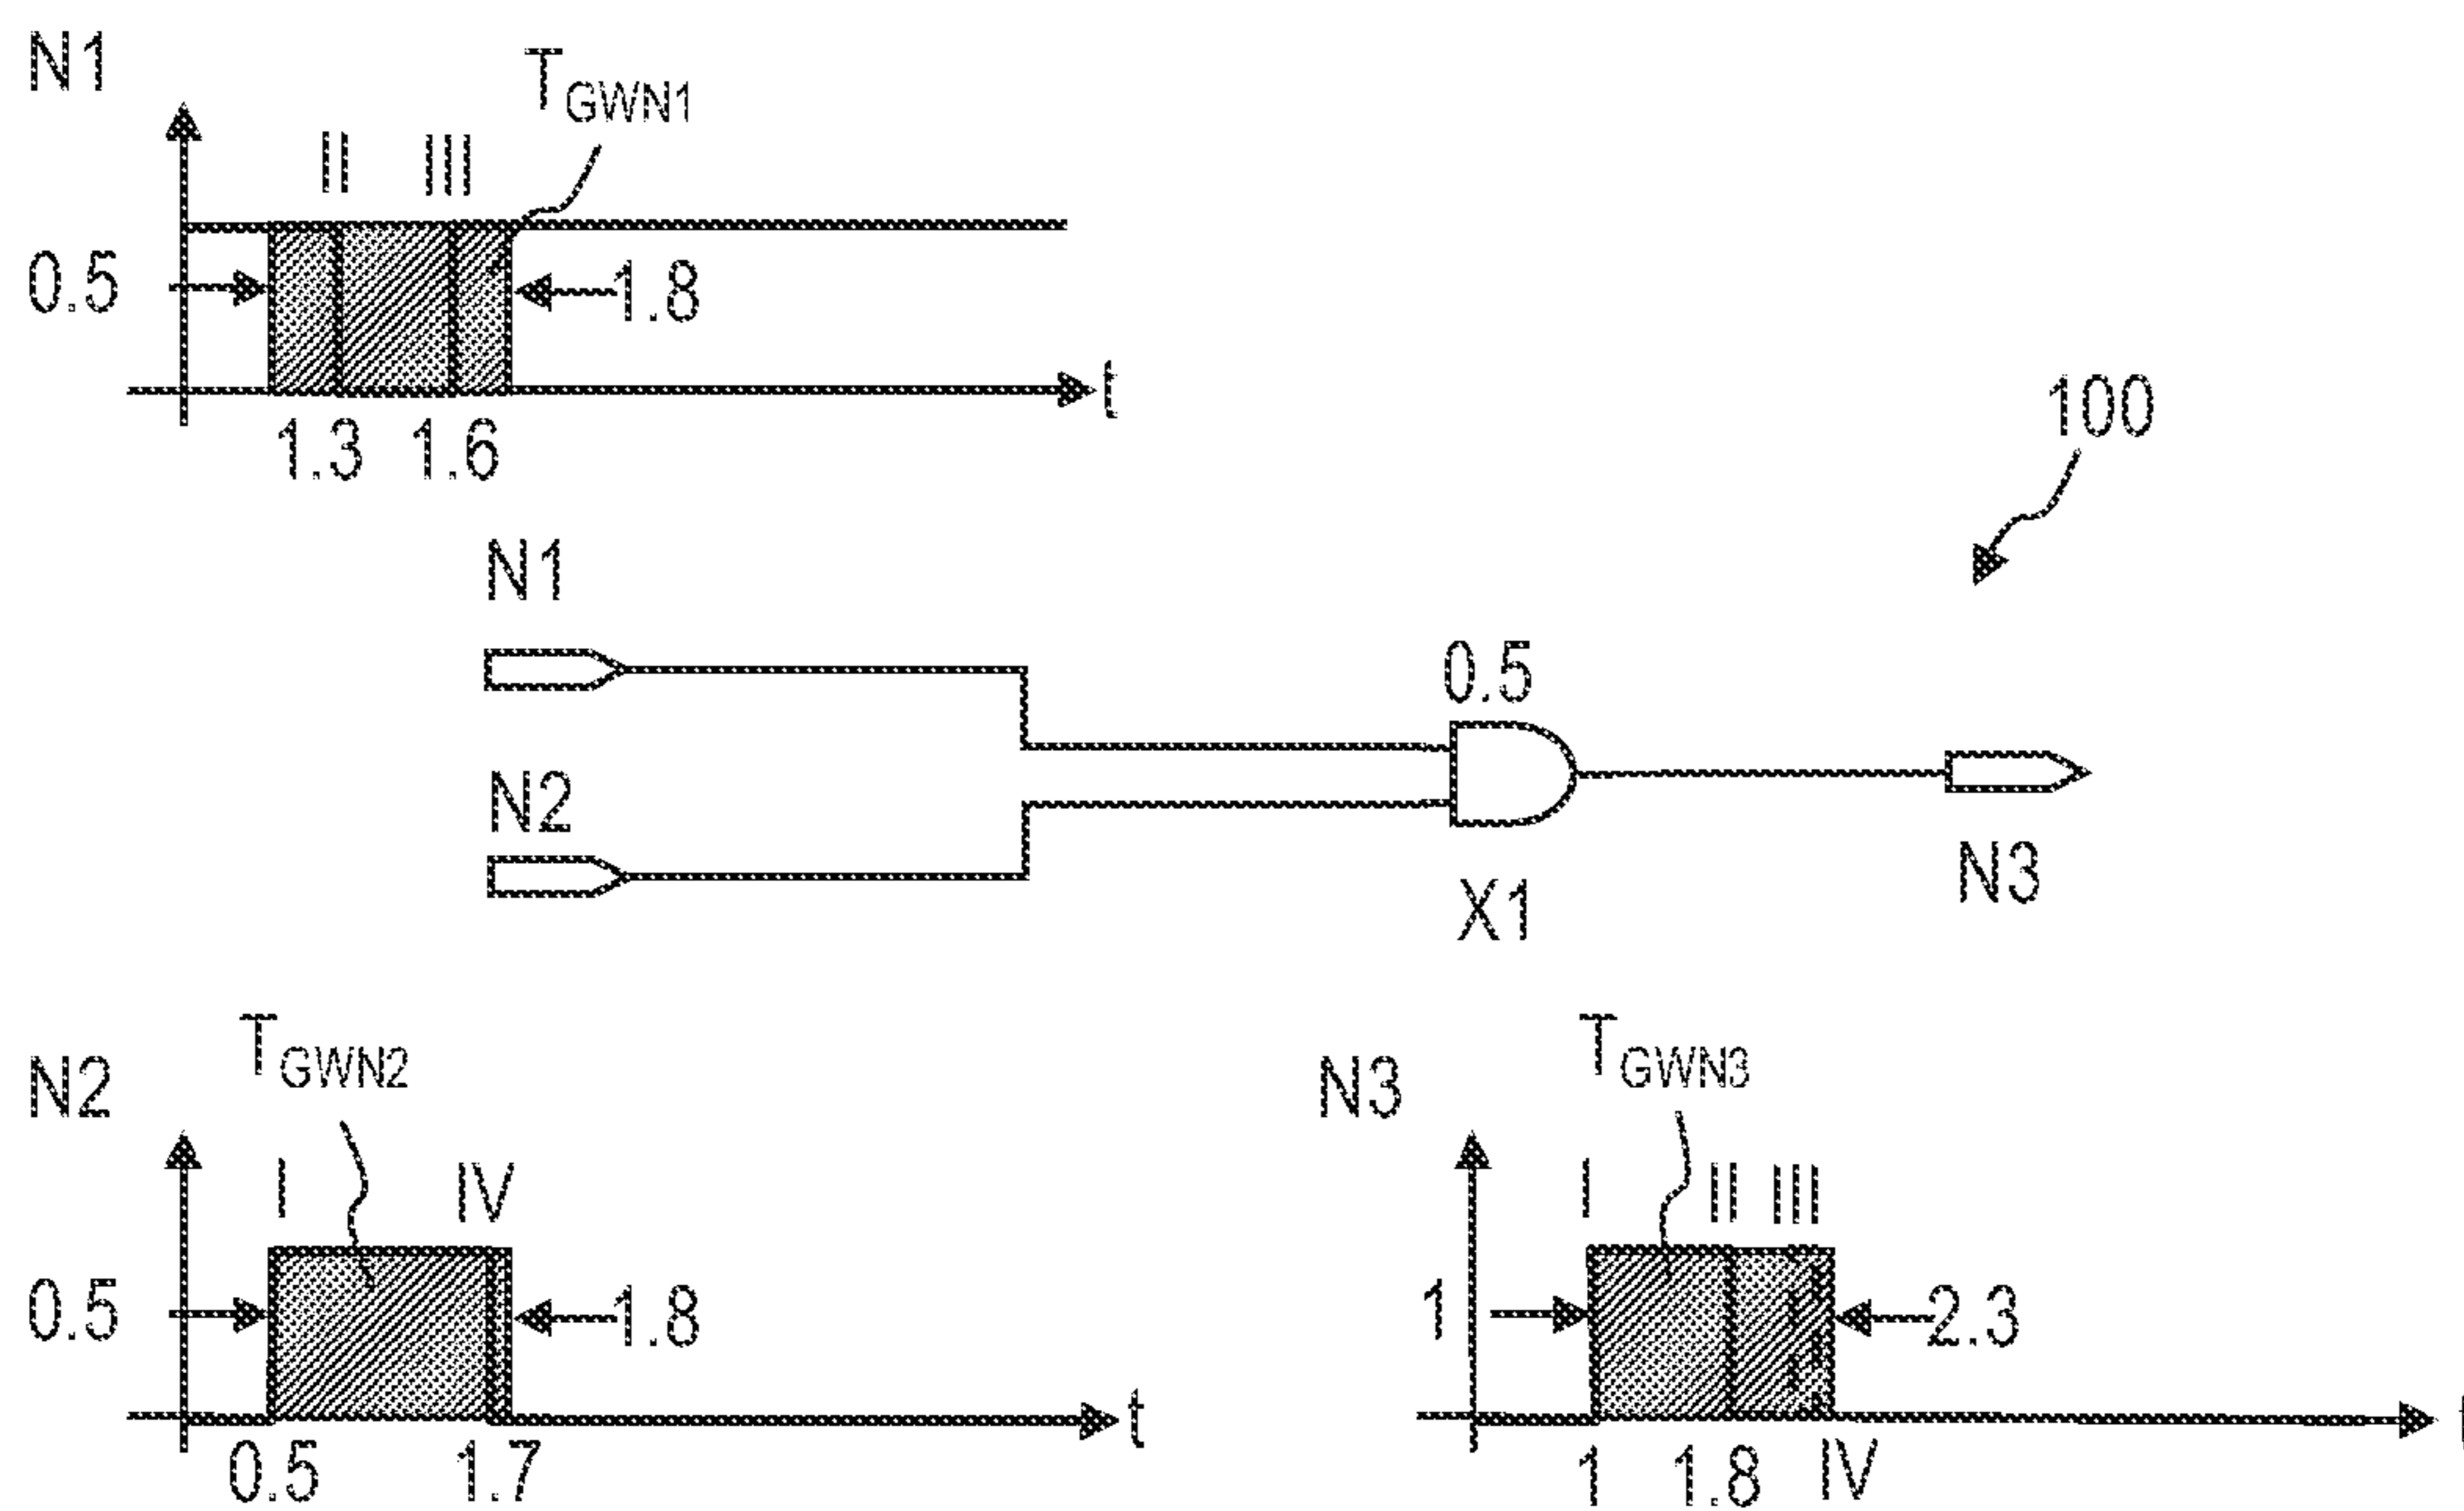 N1
T_GWN1
II III
0.5 1.8
t
1.3 1.6
100
N1
0.5
N2
X1
N3
N2
T_GWN2
I IV
0.5 1.8
t
0.5 1.7
N3
T_GWN3
I II III
1 2.3
t
1 1.8 IV